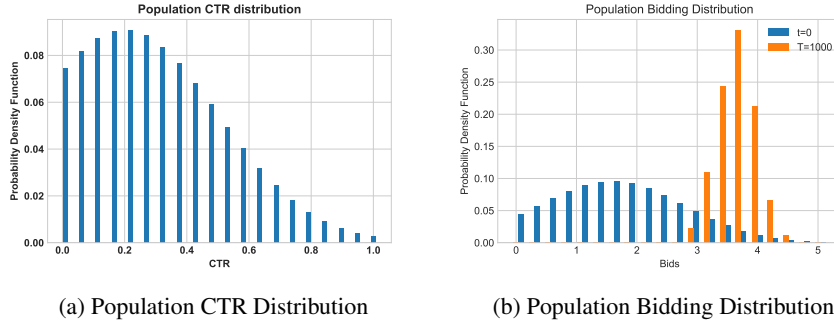 Population CTR distribution
Probability Density Function
0.08
0.06
0.04
0.02
0.00
0.0 0.2 0.4 0.6 0.8 1.0
CTR
(a) Population CTR Distribution
Population Bidding Distribution
t=0
T=1000
Probability Density Function
0.30
0.25
0.20
0.15
0.10
0.05
0.00
0 1 2 3 4 5
Bids
(b) Population Bidding Distribution